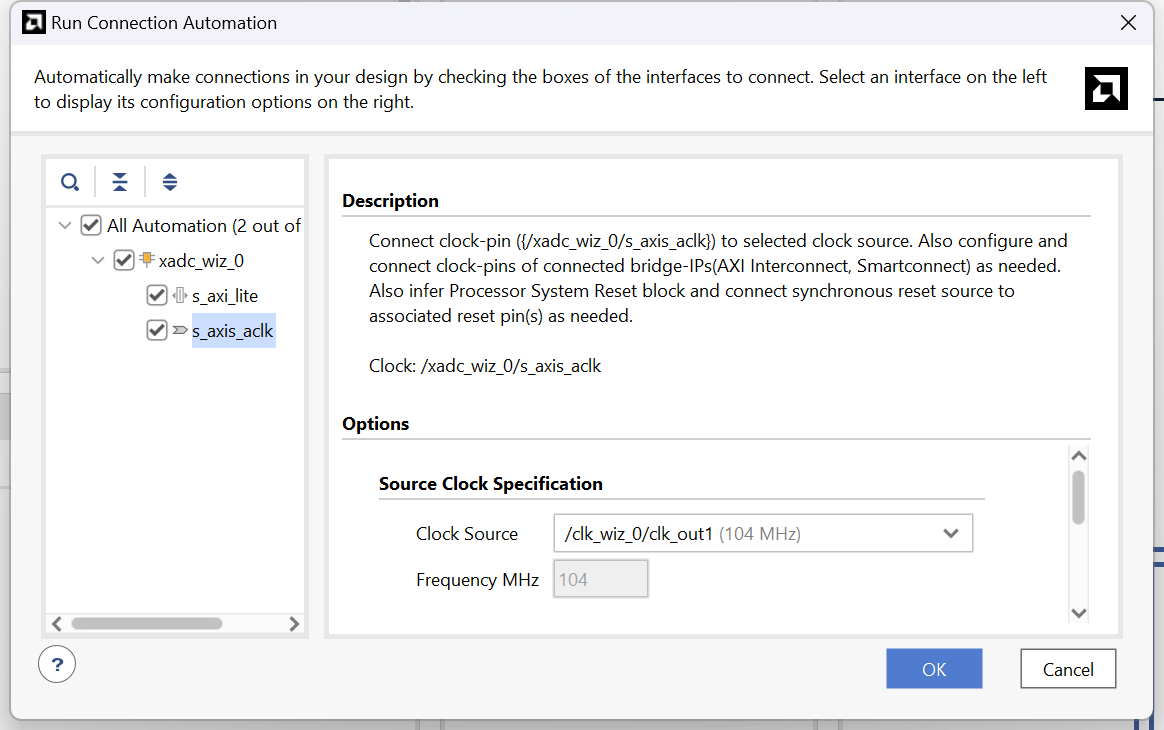 Run Connection Automation
Automatically make connections in your design by checking the boxes of the interfaces to connect. Select an interface on the left
to display its configuration options on the right.
All Automation (2 out of
xadc_wiz_0
s_axi_lite
s_axis_aclk
Description
Connect clock-pin ({/xadc_wiz_0/s_axis_aclk}) to selected clock source. Also configure and
connect clock-pins of connected bridge-IPs(AXI Interconnect, Smartconnect) as needed.
Also infer Processor System Reset block and connect synchronous reset source to
associated reset pin(s) as needed.
Clock: /xadc_wiz_0/s_axis_aclk
Options
Source Clock Specification
Clock Source /clk_wiz_0/clk_out1 (104 MHz)
Frequency MHz 104
?
OK Cancel